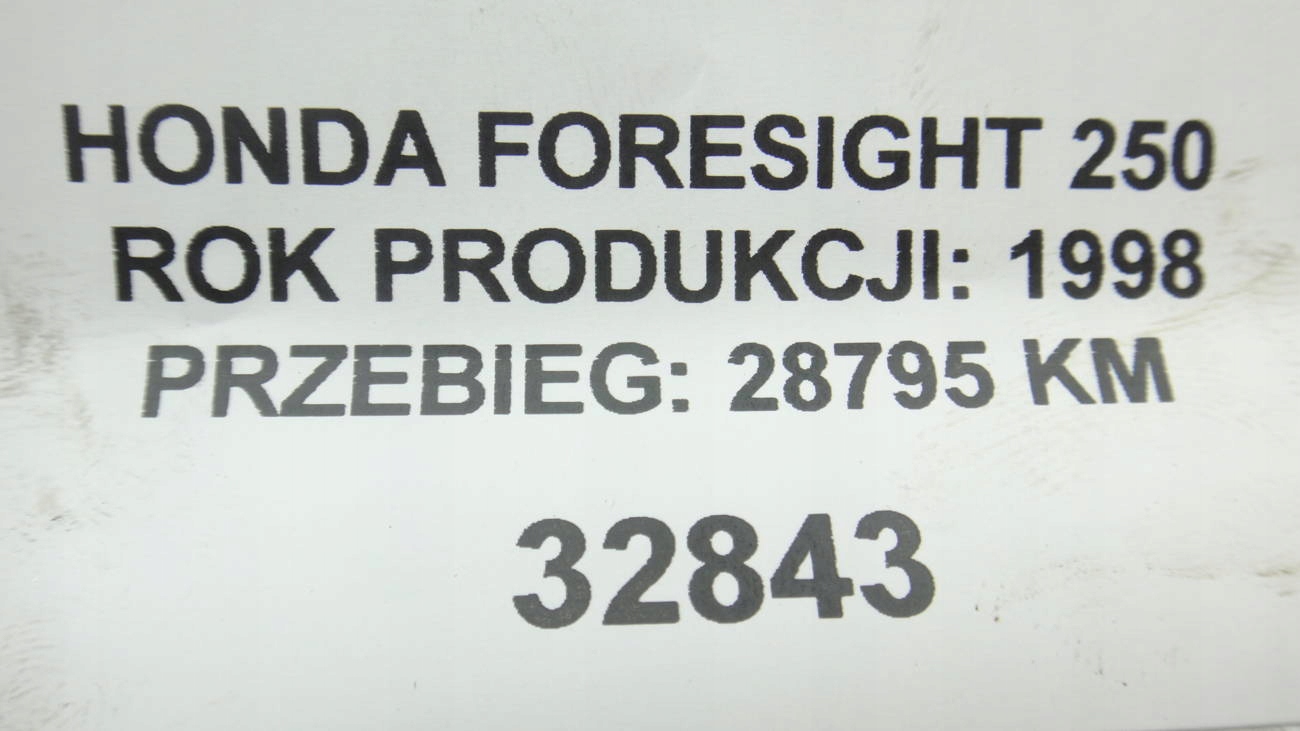 HONDA FORESIGHT 250
ROK PRODUKCJI: 1998
PRZEBIEG: 28795 KM
32843